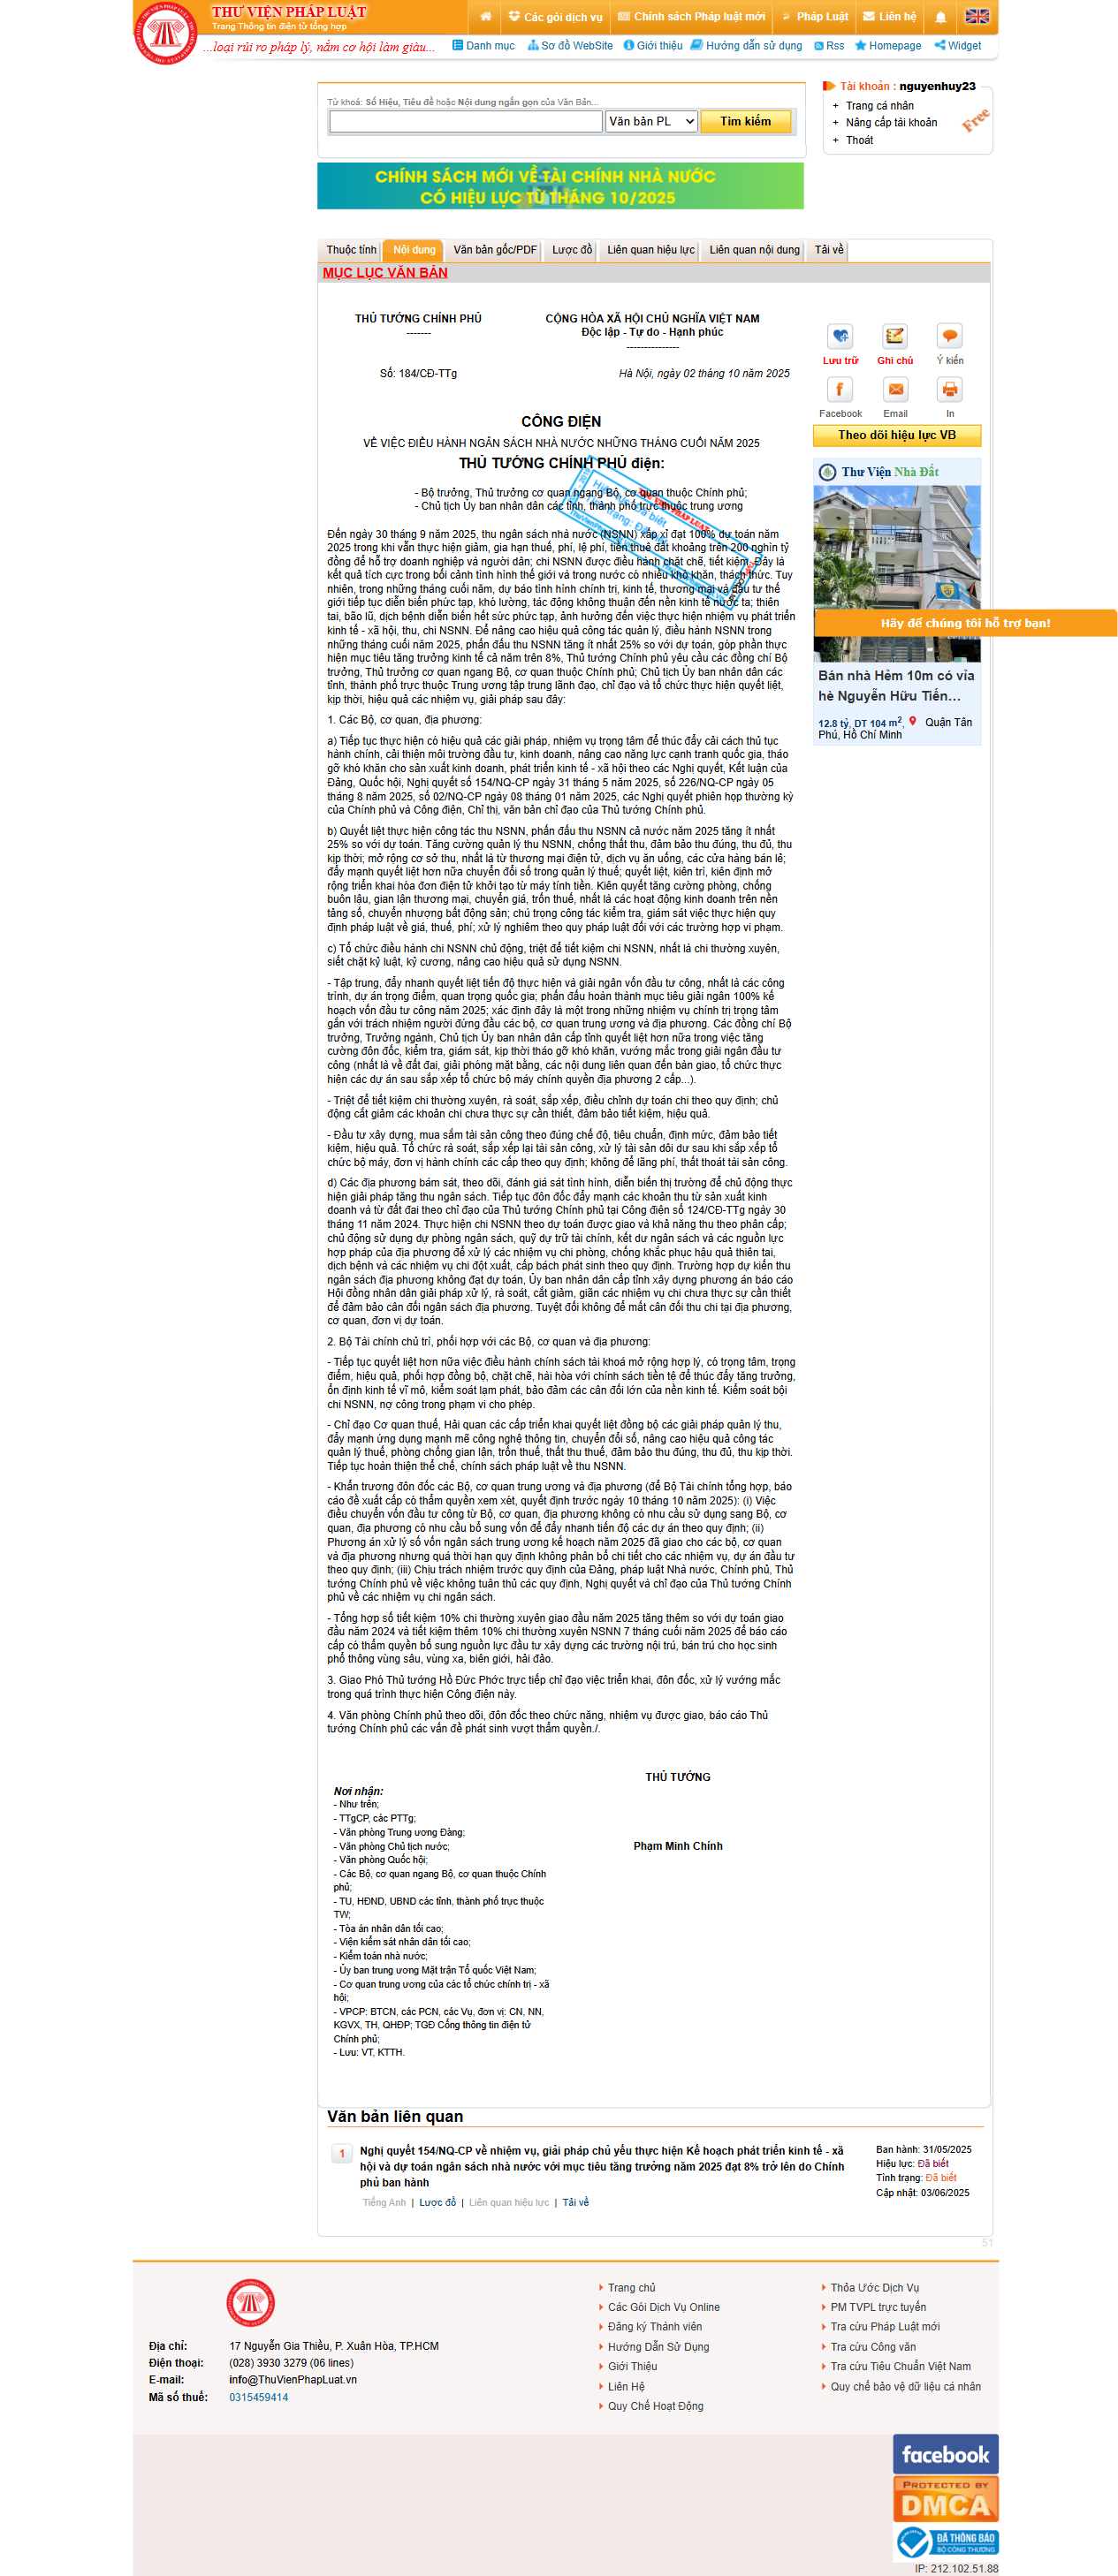 THƯ VIỆN PHÁP LUẬT
Trang Thông tin điện tử tổng hợp
Các gói dịch vụ
Chính sách Pháp luật mới
Pháp Luật
Liên hệ
...loại rủi ro pháp lý, nắm cơ hội làm giàu...
Danh mục
Sơ đồ WebSite
Giới thiệu
Hướng dẫn sử dụng
Rss
Homepage
Widget
Từ khoá: Số Hiệu, Tiêu đề hoặc Nội dung ngắn gọn của Văn Bản...
Văn bản PL
Tìm kiếm
Tài khoản : nguyenhuy23
+ Trang cá nhân
+ Nâng cấp tài khoản
+ Thoát
Free
CHÍNH SÁCH MỚI VỀ TÀI CHÍNH NHÀ NƯỚC
CÓ HIỆU LỰC TỪ THÁNG 10/2025
Thuộc tính
Nội dung
Văn bản gốc/PDF
Lược đồ
Liên quan hiệu lực
Liên quan nội dung
Tải về
MỤC LỤC VĂN BẢN
THỦ TƯỚNG CHÍNH PHỦ
-------
CỘNG HÒA XÃ HỘI CHỦ NGHĨA VIỆT NAM
Độc lập - Tự do - Hạnh phúc
---------------
Số: 184/CĐ-TTg
Hà Nội, ngày 02 tháng 10 năm 2025
CÔNG ĐIỆN
VỀ VIỆC ĐIỀU HÀNH NGÂN SÁCH NHÀ NƯỚC NHỮNG THÁNG CUỐI NĂM 2025
THỦ TƯỚNG CHÍNH PHỦ điện:
- Bộ trưởng, Thủ trưởng cơ quan ngang Bộ, cơ quan thuộc Chính phủ;
- Chủ tịch Ủy ban nhân dân các tỉnh, thành phố trực thuộc trung ương
Đến ngày 30 tháng 9 năm 2025, thu ngân sách nhà nước (NSNN) xấp xỉ đạt 100% dự toán năm
2025 trong khi vẫn thực hiện giảm, gia hạn thuế, phí, lệ phí, tiền thuê đất khoảng trên 200 nghìn tỷ
đồng để hỗ trợ doanh nghiệp và người dân; chi NSNN được điều hành chặt chẽ, tiết kiệm. Đây là
kết quả tích cực trong bối cảnh tình hình thế giới và trong nước có nhiều khó khăn, thách thức. Tuy
nhiên, trong những tháng cuối năm, dự báo tình hình chính trị, kinh tế, thương mại và đầu tư thế
giới tiếp tục diễn biến phức tạp, khó lường, tác động không thuận đến nền kinh tế nước ta; thiên
tai, bão lũ, dịch bệnh diễn biến hết sức phức tạp, ảnh hưởng đến việc thực hiện nhiệm vụ phát triển
kinh tế - xã hội, thu, chi NSNN. Để nâng cao hiệu quả công tác quản lý, điều hành NSNN trong
những tháng cuối năm 2025, phấn đấu thu NSNN tăng ít nhất 25% so với dự toán, góp phần thực
hiện mục tiêu tăng trưởng kinh tế cả năm trên 8%, Thủ tướng Chính phủ yêu cầu các đồng chí Bộ
trưởng, Thủ trưởng cơ quan ngang Bộ, cơ quan thuộc Chính phủ; Chủ tịch Ủy ban nhân dân các
tỉnh, thành phố trực thuộc Trung ương tập trung lãnh đạo, chỉ đạo và tổ chức thực hiện quyết liệt,
kịp thời, hiệu quả các nhiệm vụ, giải pháp sau đây:
1. Các Bộ, cơ quan, địa phương:
a) Tiếp tục thực hiện có hiệu quả các giải pháp, nhiệm vụ trọng tâm để thúc đẩy cải cách thủ tục
hành chính, cải thiện môi trường đầu tư, kinh doanh, nâng cao năng lực cạnh tranh quốc gia, tháo
gỡ khó khăn cho sản xuất kinh doanh, phát triển kinh tế - xã hội theo các Nghị quyết, Kết luận của
Đảng, Quốc hội, Nghị quyết số 154/NQ-CP ngày 31 tháng 5 năm 2025, số 226/NQ-CP ngày 05
tháng 8 năm 2025, số 02/NQ-CP ngày 08 tháng 01 năm 2025, các Nghị quyết phiên họp thường kỳ
của Chính phủ và Công điện, Chỉ thị, văn bản chỉ đạo của Thủ tướng Chính phủ.
b) Quyết liệt thực hiện công tác thu NSNN, phấn đấu thu NSNN cả nước năm 2025 tăng ít nhất
25% so với dự toán. Tăng cường quản lý thu NSNN, chống thất thu, đảm bảo thu đúng, thu đủ, thu
kịp thời; mở rộng cơ sở thu, nhất là từ thương mại điện tử, dịch vụ ăn uống, các cửa hàng bán lẻ;
đẩy mạnh quyết liệt hơn nữa chuyển đổi số trong quản lý thuế; quyết liệt, kiên trì, kiên định mở
rộng triển khai hóa đơn điện tử khởi tạo từ máy tính tiền. Kiên quyết tăng cường phòng, chống
buôn lậu, gian lận thương mại, chuyển giá, trốn thuế, nhất là các hoạt động kinh doanh trên nền
tảng số, chuyển nhượng bất động sản; chú trọng công tác kiểm tra, giám sát việc thực hiện quy
định pháp luật về giá, thuế, phí; xử lý nghiêm theo quy pháp luật đối với các trường hợp vi phạm.
c) Tổ chức điều hành chi NSNN chủ động, triệt để tiết kiệm chi NSNN, nhất là chi thường xuyên,
siết chặt kỷ luật, kỷ cương, nâng cao hiệu quả sử dụng NSNN.
- Tập trung, đẩy nhanh quyết liệt tiến độ thực hiện và giải ngân vốn đầu tư công, nhất là các công
trình, dự án trọng điểm, quan trọng quốc gia; phấn đấu hoàn thành mục tiêu giải ngân 100% kế
hoạch vốn đầu tư công năm 2025; xác định đây là một trong những nhiệm vụ chính trị trọng tâm
gắn với trách nhiệm người đứng đầu các bộ, cơ quan trung ương và địa phương. Các đồng chí Bộ
trưởng, Trưởng ngành, Chủ tịch Ủy ban nhân dân cấp tỉnh quyết liệt hơn nữa trong việc tăng
cường đôn đốc, kiểm tra, giám sát, kịp thời tháo gỡ khó khăn, vướng mắc trong giải ngân đầu tư
công (nhất là về đất đai, giải phóng mặt bằng, các nội dung liên quan đến bàn giao, tổ chức thực
hiện các dự án sau sắp xếp tổ chức bộ máy chính quyền địa phương 2 cấp...).
- Triệt để tiết kiệm chi thường xuyên, rà soát, sắp xếp, điều chỉnh dự toán chi theo quy định; chủ
động cắt giảm các khoản chi chưa thực sự cần thiết, đảm bảo tiết kiệm, hiệu quả.
- Đầu tư xây dựng, mua sắm tài sản công theo đúng chế độ, tiêu chuẩn, định mức, đảm bảo tiết
kiệm, hiệu quả. Tổ chức rà soát, sắp xếp lại tài sản công, xử lý tài sản dôi dư sau khi sắp xếp tổ
chức bộ máy, đơn vị hành chính các cấp theo quy định; không để lãng phí, thất thoát tài sản công.
d) Các địa phương bám sát, theo dõi, đánh giá sát tình hình, diễn biến thị trường để chủ động thực
hiện giải pháp tăng thu ngân sách. Tiếp tục đôn đốc đẩy mạnh các khoản thu từ sản xuất kinh
doanh và từ đất đai theo chỉ đạo của Thủ tướng Chính phủ tại Công điện số 124/CĐ-TTg ngày 30
tháng 11 năm 2024. Thực hiện chi NSNN theo dự toán được giao và khả năng thu theo phân cấp;
chủ động sử dụng dự phòng ngân sách, quỹ dự trữ tài chính, kết dư ngân sách và các nguồn lực
hợp pháp của địa phương để xử lý các nhiệm vụ chi phòng, chống khắc phục hậu quả thiên tai,
dịch bệnh và các nhiệm vụ chi đột xuất, cấp bách phát sinh theo quy định. Trường hợp dự kiến thu
ngân sách địa phương không đạt dự toán, Ủy ban nhân dân cấp tỉnh xây dựng phương án báo cáo
Hội đồng nhân dân giải pháp xử lý, rà soát, cắt giảm, giãn các nhiệm vụ chi chưa thực sự cần thiết
để đảm bảo cân đối ngân sách địa phương. Tuyệt đối không để mất cân đối thu chi tại địa phương,
cơ quan, đơn vị dự toán.
2. Bộ Tài chính chủ trì, phối hợp với các Bộ, cơ quan và địa phương:
- Tiếp tục quyết liệt hơn nữa việc điều hành chính sách tài khoá mở rộng hợp lý, có trọng tâm, trọng
điểm, hiệu quả, phối hợp đồng bộ, chặt chẽ, hài hòa với chính sách tiền tệ để thúc đẩy tăng trưởng,
ổn định kinh tế vĩ mô, kiểm soát lạm phát, bảo đảm các cân đối lớn của nền kinh tế. Kiểm soát bội
chi NSNN, nợ công trong phạm vi cho phép.
- Chỉ đạo Cơ quan thuế, Hải quan các cấp triển khai quyết liệt đồng bộ các giải pháp quản lý thu,
đẩy mạnh ứng dụng mạnh mẽ công nghệ thông tin, chuyển đổi số, nâng cao hiệu quả công tác
quản lý thuế, phòng chống gian lận, trốn thuế, thất thu thuế, đảm bảo thu đúng, thu đủ, thu kịp thời.
Tiếp tục hoàn thiện thể chế, chính sách pháp luật về thu NSNN.
- Khẩn trương đôn đốc các Bộ, cơ quan trung ương và địa phương (để Bộ Tài chính tổng hợp, báo
cáo đề xuất cấp có thẩm quyền xem xét, quyết định trước ngày 10 tháng 10 năm 2025): (i) Việc
điều chuyển vốn đầu tư công từ Bộ, cơ quan, địa phương không có nhu cầu sử dụng sang Bộ, cơ
quan, địa phương có nhu cầu bổ sung vốn để đẩy nhanh tiến độ các dự án theo quy định; (ii)
Phương án xử lý số vốn ngân sách trung ương kế hoạch năm 2025 đã giao cho các bộ, cơ quan
và địa phương nhưng quá thời hạn quy định không phân bổ chi tiết cho các nhiệm vụ, dự án đầu tư
theo quy định; (iii) Chịu trách nhiệm trước quy định của Đảng, pháp luật Nhà nước, Chính phủ, Thủ
tướng Chính phủ về việc không tuân thủ các quy định, Nghị quyết và chỉ đạo của Thủ tướng Chính
phủ về các nhiệm vụ chi ngân sách.
- Tổng hợp số tiết kiệm 10% chi thường xuyên giao đầu năm 2025 tăng thêm so với dự toán giao
đầu năm 2024 và tiết kiệm thêm 10% chi thường xuyên NSNN 7 tháng cuối năm 2025 để báo cáo
cấp có thẩm quyền bổ sung nguồn lực đầu tư xây dựng các trường nội trú, bán trú cho học sinh
phổ thông vùng sâu, vùng xa, biên giới, hải đảo.
3. Giao Phó Thủ tướng Hồ Đức Phớc trực tiếp chỉ đạo việc triển khai, đôn đốc, xử lý vướng mắc
trong quá trình thực hiện Công điện này.
4. Văn phòng Chính phủ theo dõi, đôn đốc theo chức năng, nhiệm vụ được giao, báo cáo Thủ
tướng Chính phủ các vấn đề phát sinh vượt thẩm quyền./.
Nơi nhận:
- Như trên;
- TTgCP, các PTTg;
- Văn phòng Trung ương Đảng;
- Văn phòng Chủ tịch nước;
- Văn phòng Quốc hội;
- Các Bộ, cơ quan ngang Bộ, cơ quan thuộc Chính
phủ;
- TU, HĐND, UBND các tỉnh, thành phố trực thuộc
TW;
- Tòa án nhân dân tối cao;
- Viện kiểm sát nhân dân tối cao;
- Kiểm toán nhà nước;
- Ủy ban trung ương Mặt trận Tổ quốc Việt Nam;
- Cơ quan trung ương của các tổ chức chính trị - xã
hội;
- VPCP: BTCN, các PCN, các Vụ, đơn vị: CN, NN,
KGVX, TH, QHĐP; TGĐ Cổng thông tin điện tử
Chính phủ;
- Lưu: VT, KTTH.
THỦ TƯỚNG
Phạm Minh Chính
Lưu trữ
Ghi chú
Ý kiến
Facebook
Email
In
Theo dõi hiệu lực VB
Thư Viện Nhà Đất
Hãy để chúng tôi hỗ trợ bạn!
Bán nhà Hẻm 10m có vỉa
hè Nguyễn Hữu Tiến...
12.8 tỷ, DT 104 m2, Quận Tân
Phú, Hồ Chí Minh
Văn bản liên quan
1
Nghị quyết 154/NQ-CP về nhiệm vụ, giải pháp chủ yếu thực hiện Kế hoạch phát triển kinh tế - xã
hội và dự toán ngân sách nhà nước với mục tiêu tăng trưởng năm 2025 đạt 8% trở lên do Chính
phủ ban hành
Tiếng Anh | Lược đồ | Liên quan hiệu lực | Tải về
Ban hành: 31/05/2025
Hiệu lực: Đã biết
Tình trạng: Đã biết
Cập nhật: 03/06/2025
51
Địa chỉ: 17 Nguyễn Gia Thiều, P. Xuân Hòa, TP.HCM
Điện thoại: (028) 3930 3279 (06 lines)
E-mail: info@ThuVienPhapLuat.vn
Mã số thuế: 0315459414
Trang chủ
Các Gói Dịch Vụ Online
Đăng ký Thành viên
Hướng Dẫn Sử Dụng
Giới Thiệu
Liên Hệ
Quy Chế Hoạt Động
Thỏa Ước Dịch Vụ
PM TVPL trực tuyến
Tra cứu Pháp Luật mới
Tra cứu Công văn
Tra cứu Tiêu Chuẩn Việt Nam
Quy chế bảo vệ dữ liệu cá nhân
facebook
PROTECTED BY
DMCA
ĐÃ THÔNG BÁO
BỘ CÔNG THƯƠNG
IP: 212.102.51.88